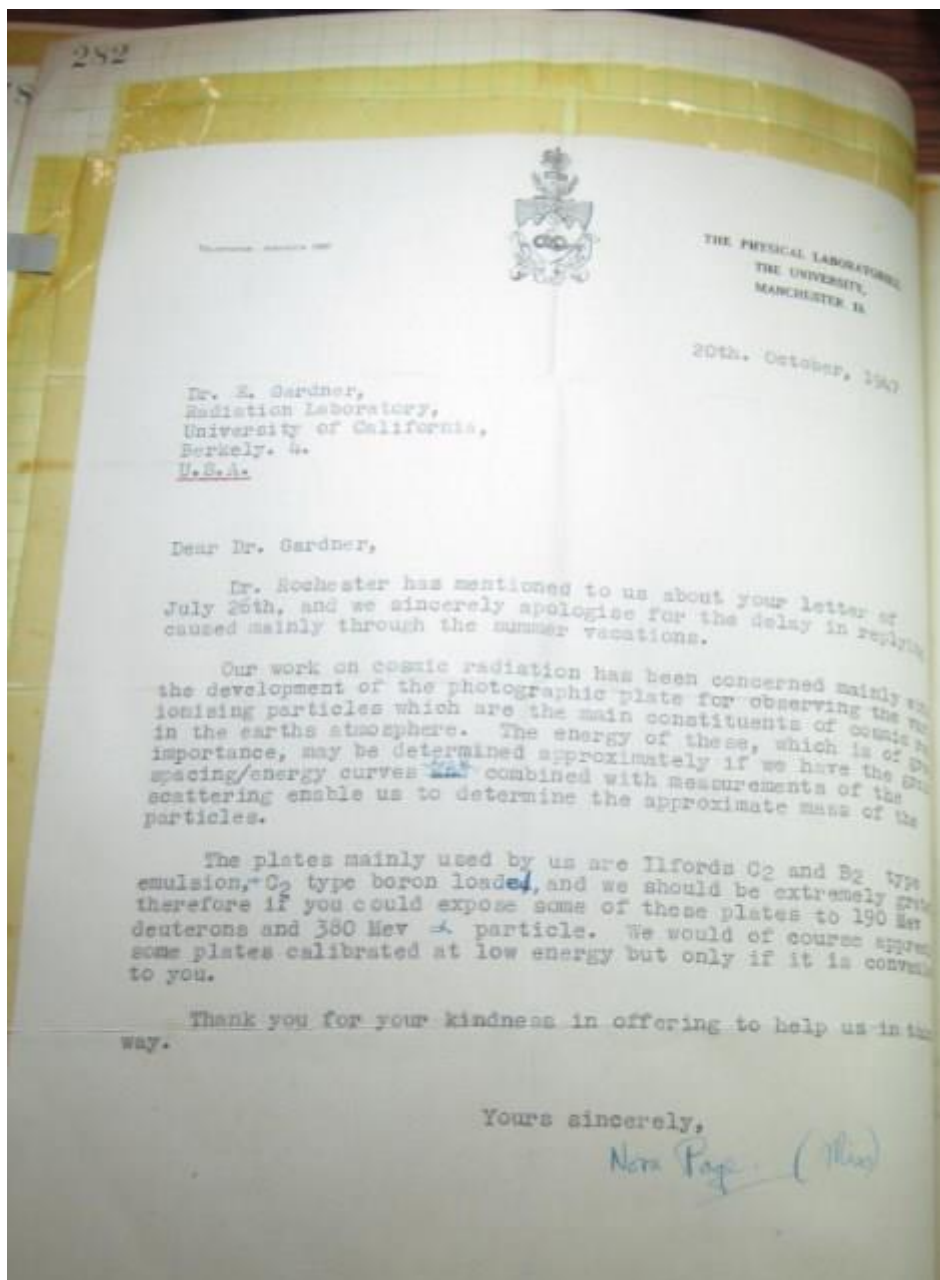 282
THE PHYSICAL LABORATORIES
THE UNIVERSITY,
MANCHESTER
20th. October, 1947
Dr. E. Gardner,
Radiation Laboratory,
University of California,
Berkely. 4.
U.S.A.
Dear Dr. Gardner,
Dr. Rochester has mentioned to us about your letter of
July 26th, and we sincerely apologise for the delay in replying
caused mainly through the summer vacations.
Our work on cosmic radiation has been concerned mainly
the development of the photographic plate for observing the
ionising particles which are the main constituents of cosmic
in the earths atmosphere. The energy of these, which is of
importance, may be determined approximately if we have the
spacing/energy curves combined with measurements of the
scattering enable us to determine the approximate mass of the
particles.
The plates mainly used by us are Ilfords C2 and B2 type
emulsion, + C2 type boron loaded, and we should be extremely
therefore if you could expose some of these plates to 190 Mev
deuterons and 380 Mev α particle. We would of course
some plates calibrated at low energy but only if it is
to you.
Thank you for your kindness in offering to help us in
way.
Yours sincerely,
Nora Page. (Miss)